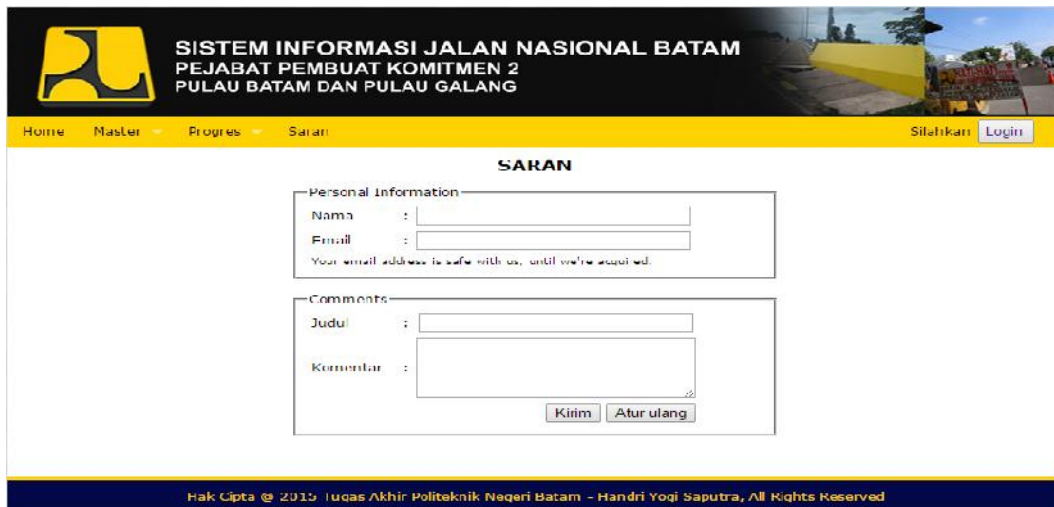 SISTEM INFORMASI JALAN NASIONAL BATAM
PEJABAT PEMBUAT KOMITMEN 2
PULAU BATAM DAN PULAU GALANG
Home Master Progres Saran Silahkan Login
SARAN
Personal Information
Nama :
Email :
Your email address is safe with us, until we're acquired.
Comments
Judul :
Komentar :
Kirim Atur ulang
Hak Cipta @ 2015 Tugas Akhir Politeknik Negeri Batam - Handri Yogi Saputra, All Rights Reserved